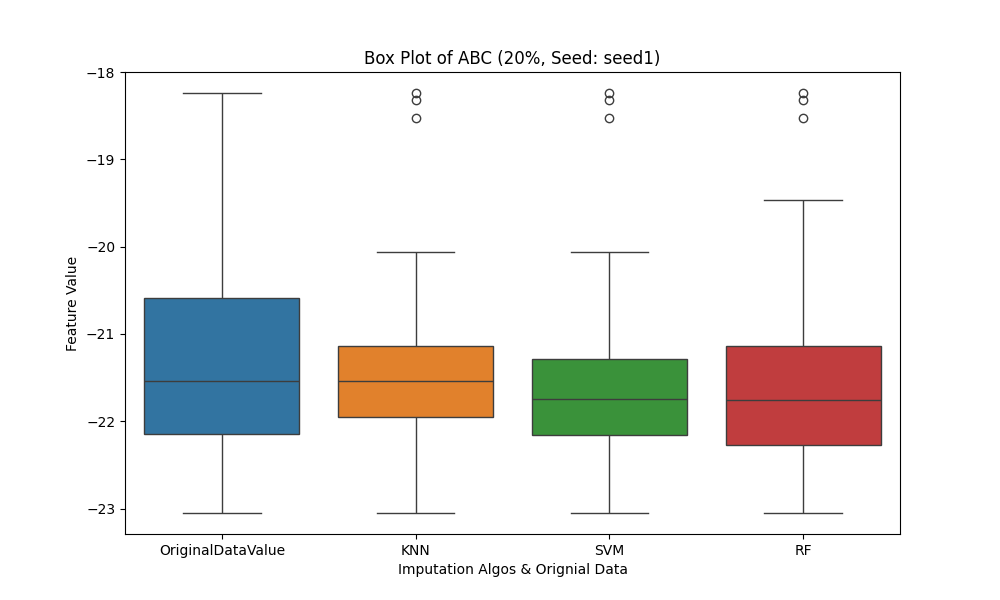 Box Plot of ABC (20%, Seed: seed1)
−18
−19
−20
−21
−22
−23
Feature Value
OriginalDataValue KNN SVM RF
Imputation Algos & Orignial Data